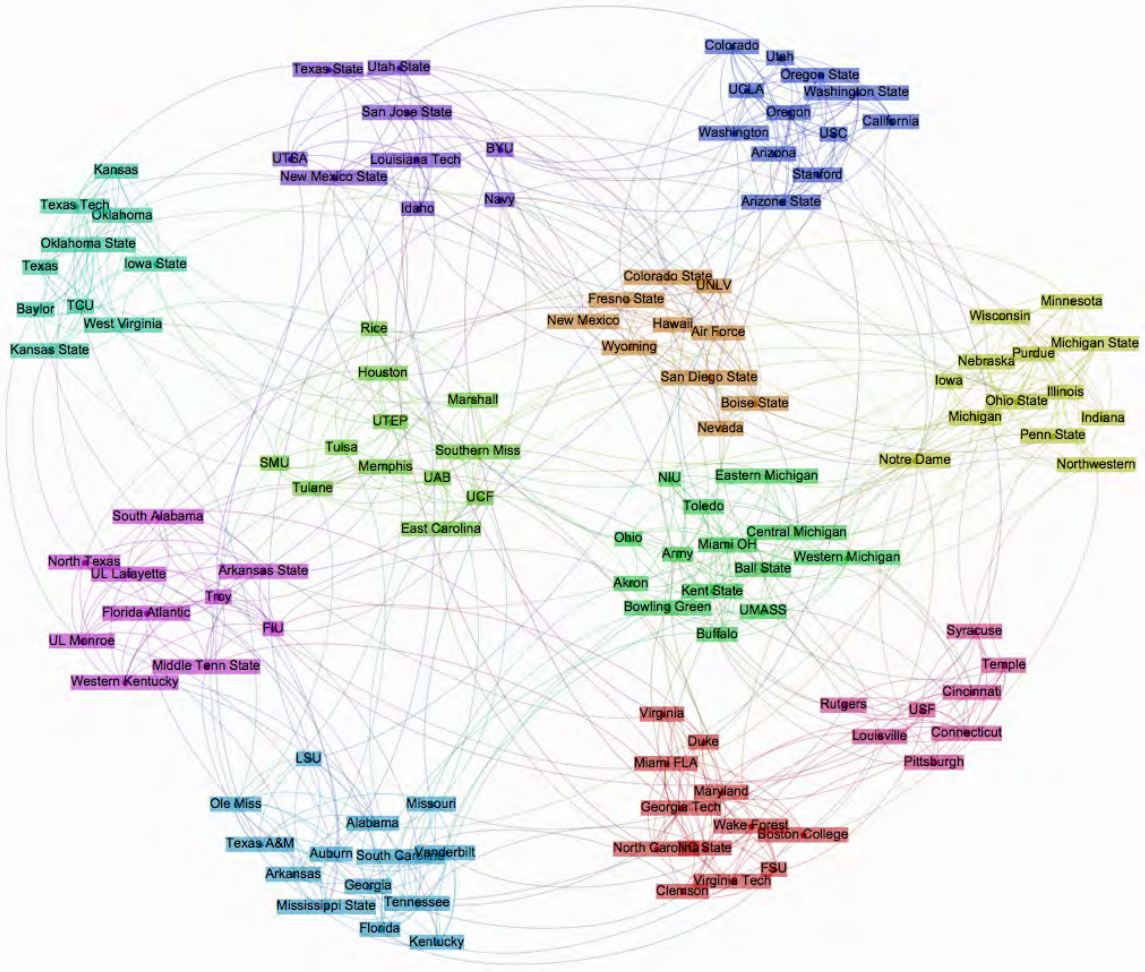 Texas State
Utah State
San Jose State
UTSA
Louisiana Tech
BYU
New Mexico State
Idaho
Navy
Colorado
Utah
Oregon State
UCLA
Washington State
Oregon
California
Washington
USC
Arizona
Stanford
Arizona State
Kansas
Texas Tech
Oklahoma
Oklahoma State
Texas
Iowa State
Baylor
TCU
West Virginia
Kansas State
Colorado State
UNLV
Fresno State
New Mexico
Hawaii
Air Force
Wyoming
San Diego State
Boise State
Nevada
Minnesota
Wisconsin
Michigan State
Purdue
Nebraska
Iowa
Illinois
Ohio State
Michigan
Indiana
Penn State
Notre Dame
Northwestern
Rice
Houston
Marshall
UTEP
Tulsa
Southern Miss
SMU
Memphis
UAB
Tulane
UCF
East Carolina
NIU
Eastern Michigan
Toledo
Ohio
Central Michigan
Miami OH
Army
Western Michigan
Ball State
Akron
Kent State
Bowling Green
UMASS
Buffalo
South Alabama
North Texas
UL Lafayette
Arkansas State
Troy
Florida Atlantic
FIU
UL Monroe
Middle Tenn State
Western Kentucky
Syracuse
Temple
Cincinnati
Rutgers
USF
Louisville
Connecticut
Pittsburgh
LSU
Ole Miss
Missouri
Alabama
Texas A&M
Auburn
South Carolina
Vanderbilt
Arkansas
Georgia
Mississippi State
Tennessee
Florida
Kentucky
Virginia
Duke
Miami FLA
Maryland
Georgia Tech
Wake Forest
Boston College
North Carolina
State
FSU
Virginia Tech
Clemson